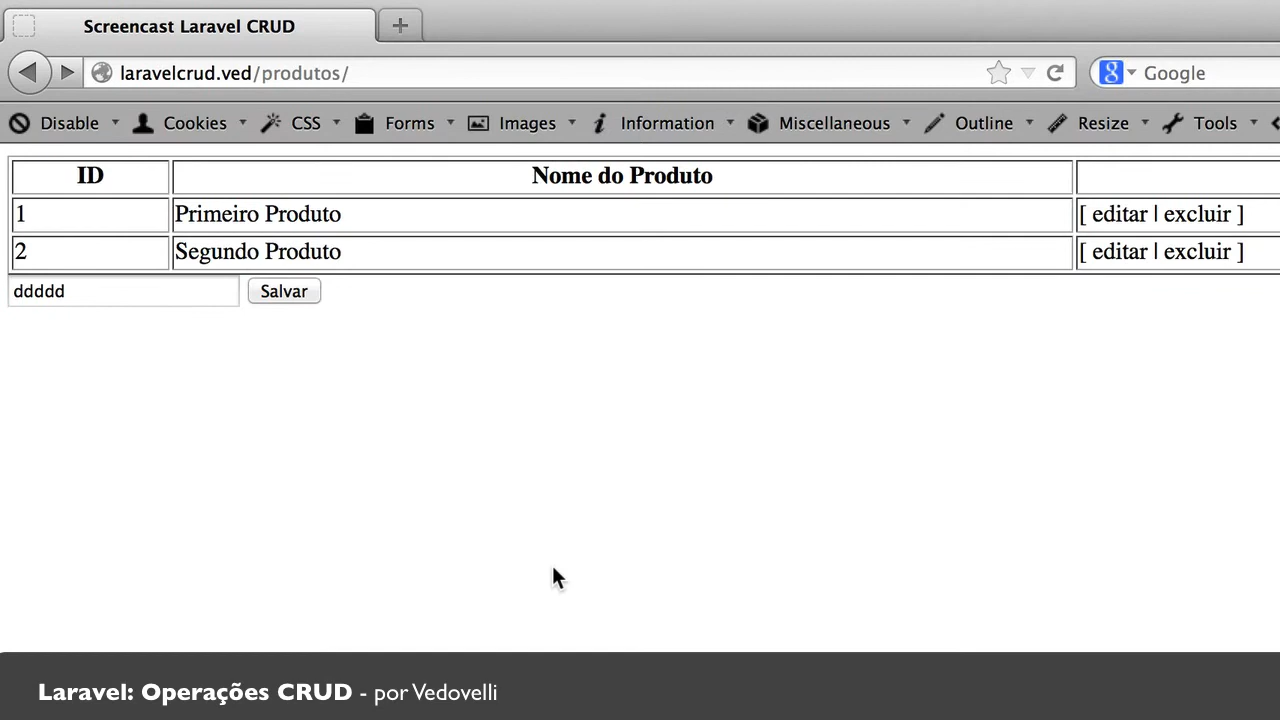 Screencast Laravel CRUD
laravelcrud.ved/produtos/
Google
Disable Cookies CSS Forms Images Information Miscellaneous Outline Resize Tools
ID Nome do Produto
1 Primeiro Produto [ editar | excluir ]
2 Segundo Produto [ editar | excluir ]
ddddd Salvar
Laravel: Operações CRUD - por Vedovelli